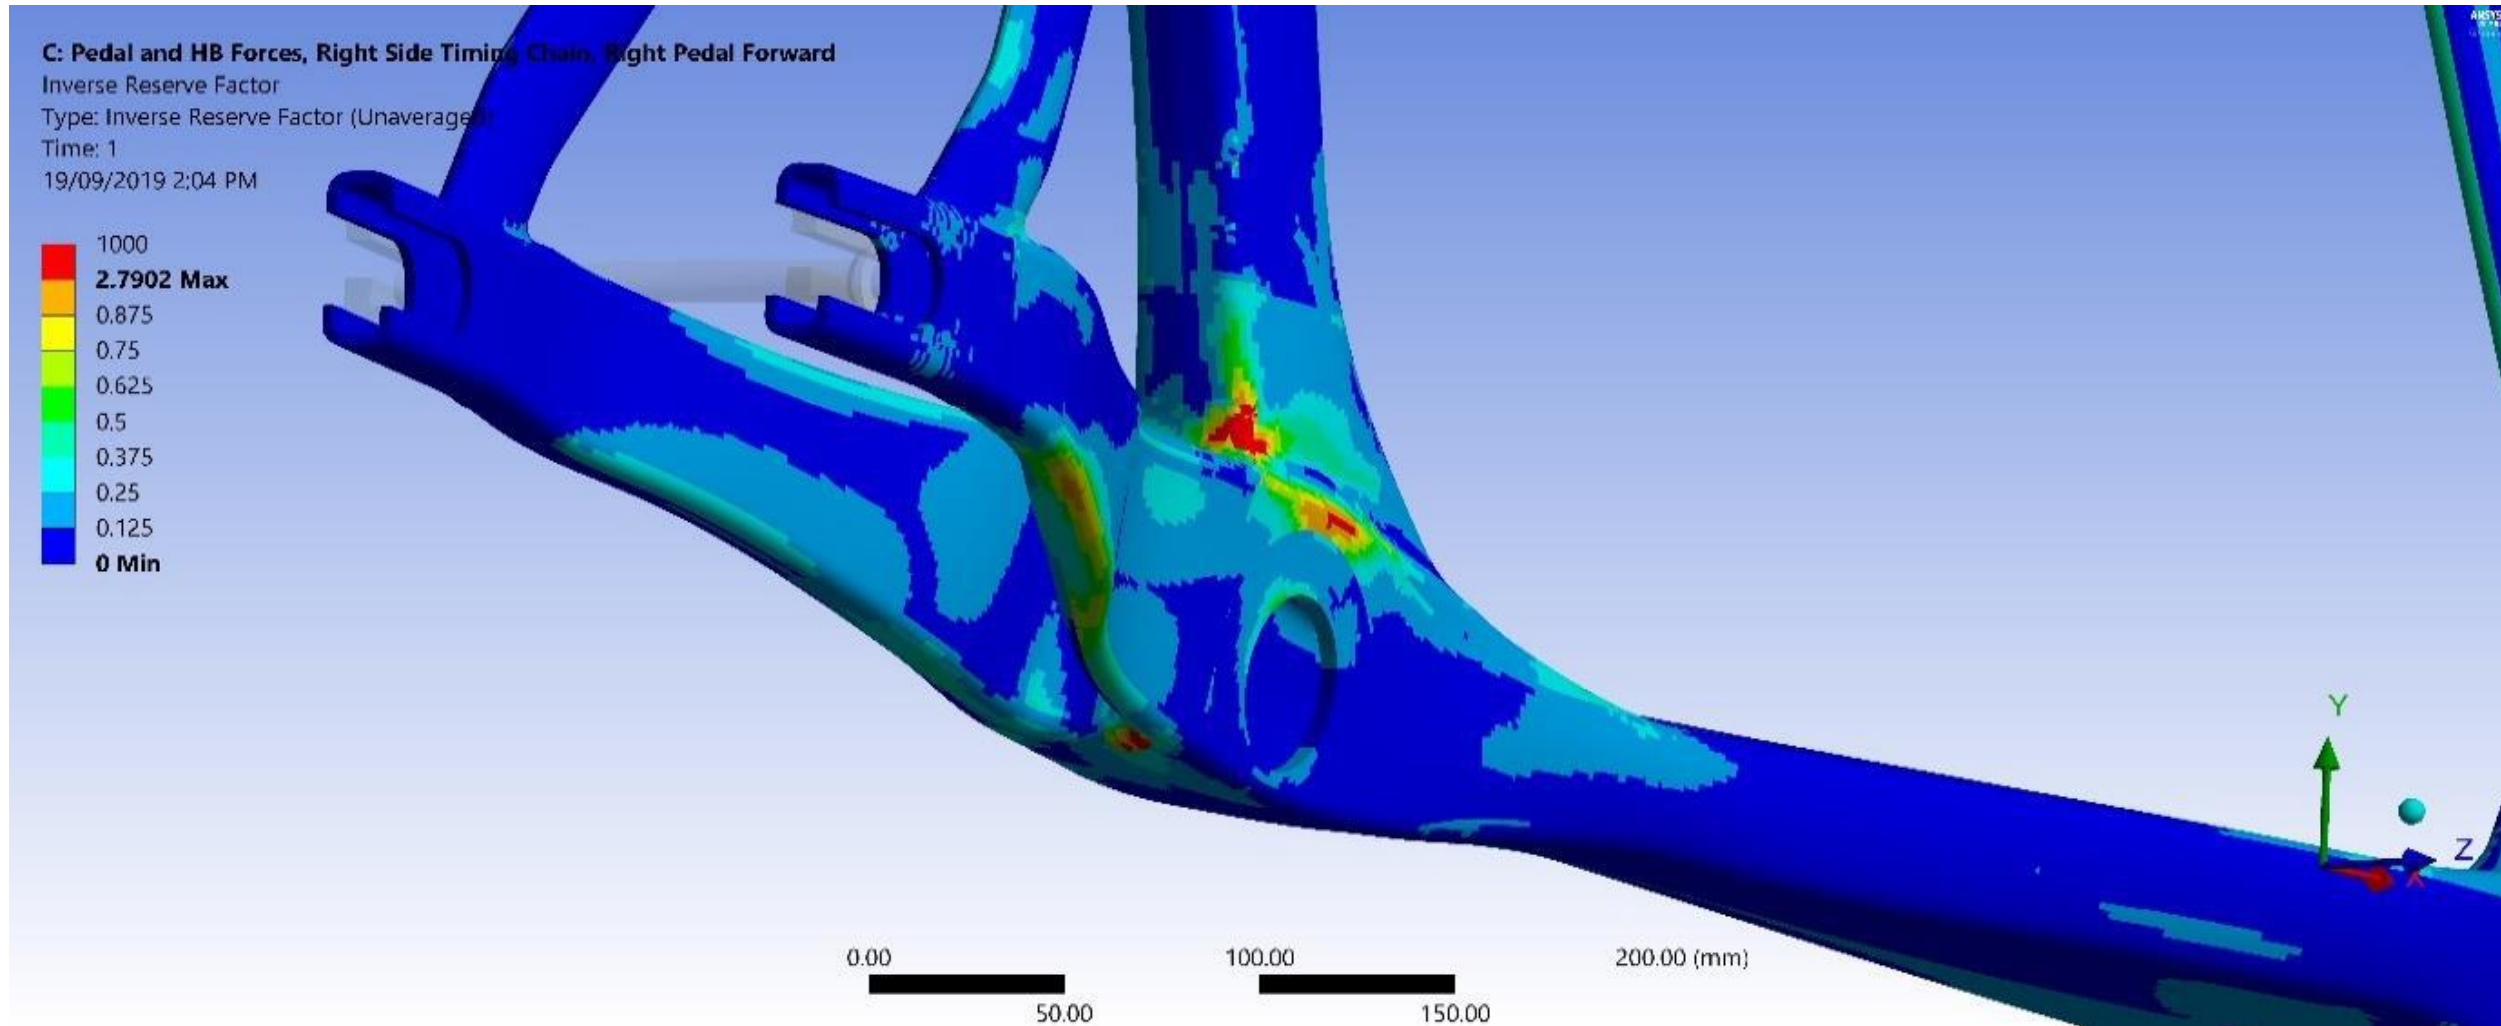 C: Pedal and HB Forces, Right Side Timing Chain, Right Pedal Forward
Inverse Reserve Factor
Type: Inverse Reserve Factor (Unaveraged)
Time: 1
19/09/2019 2:04 PM
1000
2.7902 Max
0.875
0.75
0.625
0.5
0.375
0.25
0.125
0 Min
ANSYS
Y
Z
X
0.00 100.00 200.00 (mm)
50.00 150.00